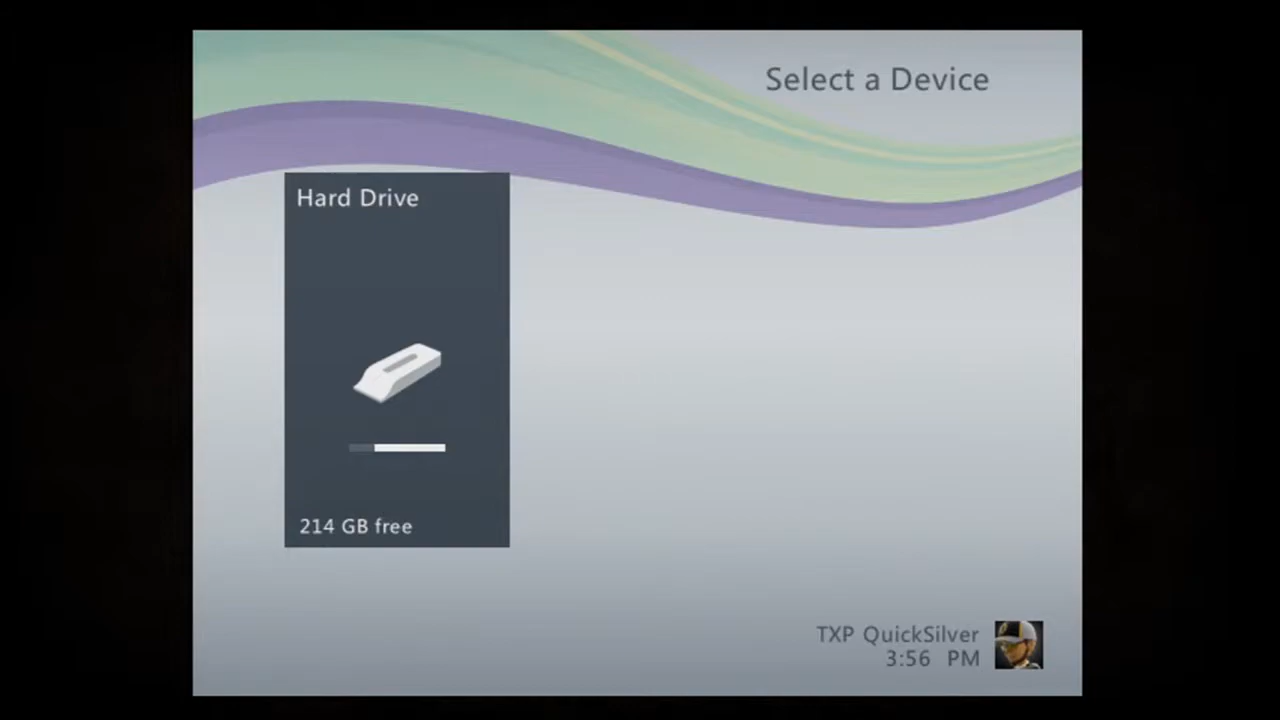 Select a Device
Hard Drive
214 GB free
TXP QuickSilver
3:56 PM